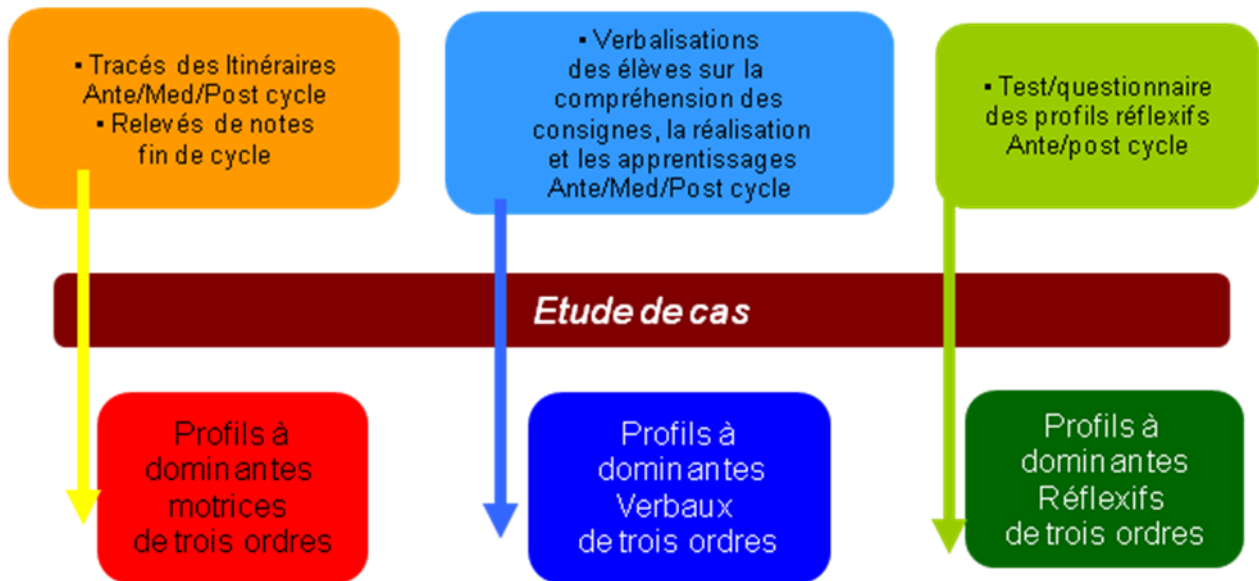 ▪ Tracés des Itinéraires
Ante/Med/Post cycle
▪ Relevés de notes
fin de cycle
▪ Verbalisations
des élèves sur la
compréhension des
consignes, la réalisation
et les apprentissages
Ante/Med/Post cycle
▪ Test/questionnaire
des profils réflexifs
Ante/post cycle
Etude de cas
Profils à
dominantes
motrices
de trois ordres
Profils à
dominantes
Verbaux
de trois ordres
Profils à
dominantes
Réflexifs
de trois ordres